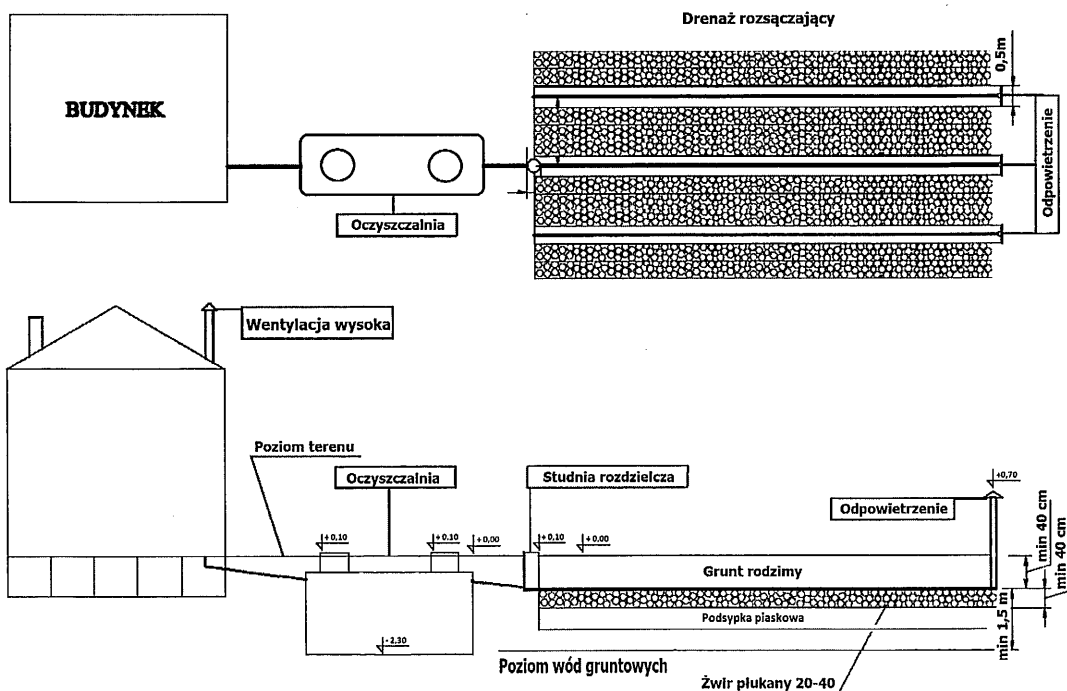 Drenaż rozsączający
0,5m
BUDYNEK
Odpowietrzenie
Oczyszczalnia
Wentylacja wysoka
Poziom terenu
Oczyszczalnia
Studnia rozdzielcza
+0,70
Odpowietrzenie
+0,10
+0.10
+0,00
+0,10
+0,00
min 40 cm
min 40 cm
Grunt rodzimy
Podsypka piaskowa
min 1,5 m
-2.30
Poziom wód gruntowych
Żwir płukany 20-40